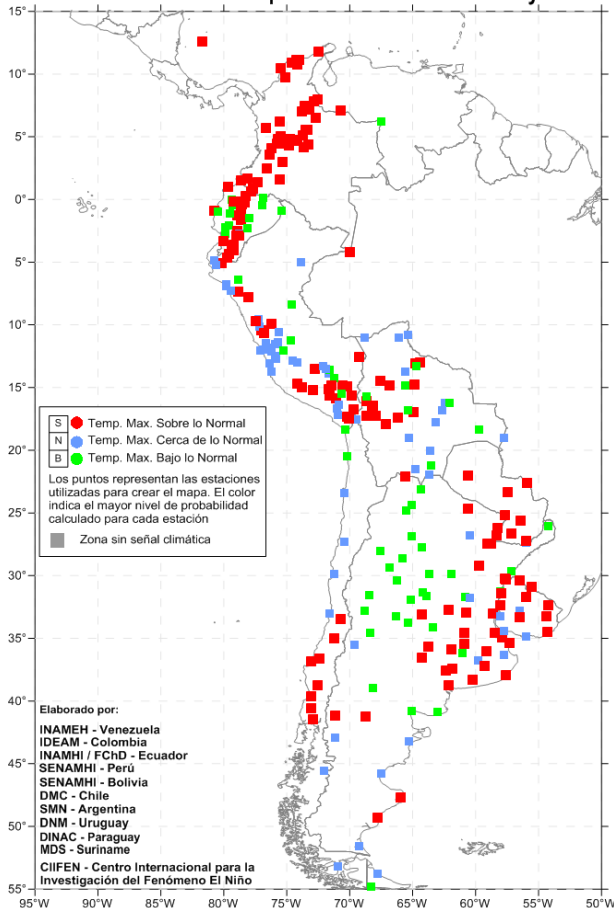 15°
10°
5°
0°
5°
10°
15°
20°
25°
30°
35°
40°
45°
50°
55°
S Temp. Max. Sobre lo Normal
N Temp. Max. Cerca de lo Normal
B Temp. Max. Bajo lo Normal
Los puntos representan las estaciones
utilizadas para crear el mapa. El color
indica el mayor nivel de probabilidad
calculado para cada estación
Zona sin señal climática
Elaborado por:
INAMEH - Venezuela
IDEAM - Colombia
INAMHI / FChD - Ecuador
SENAMHI - Perú
SENAMHI - Bolivia
DMC - Chile
SMN - Argentina
DNM - Uruguay
DINAC - Paraguay
MDS - Suriname
CIIFEN - Centro Internacional para la
Investigación del Fenómeno El Niño
95°W 90°W 85°W 80°W 75°W 70°W 65°W 60°W 55°W 50°W